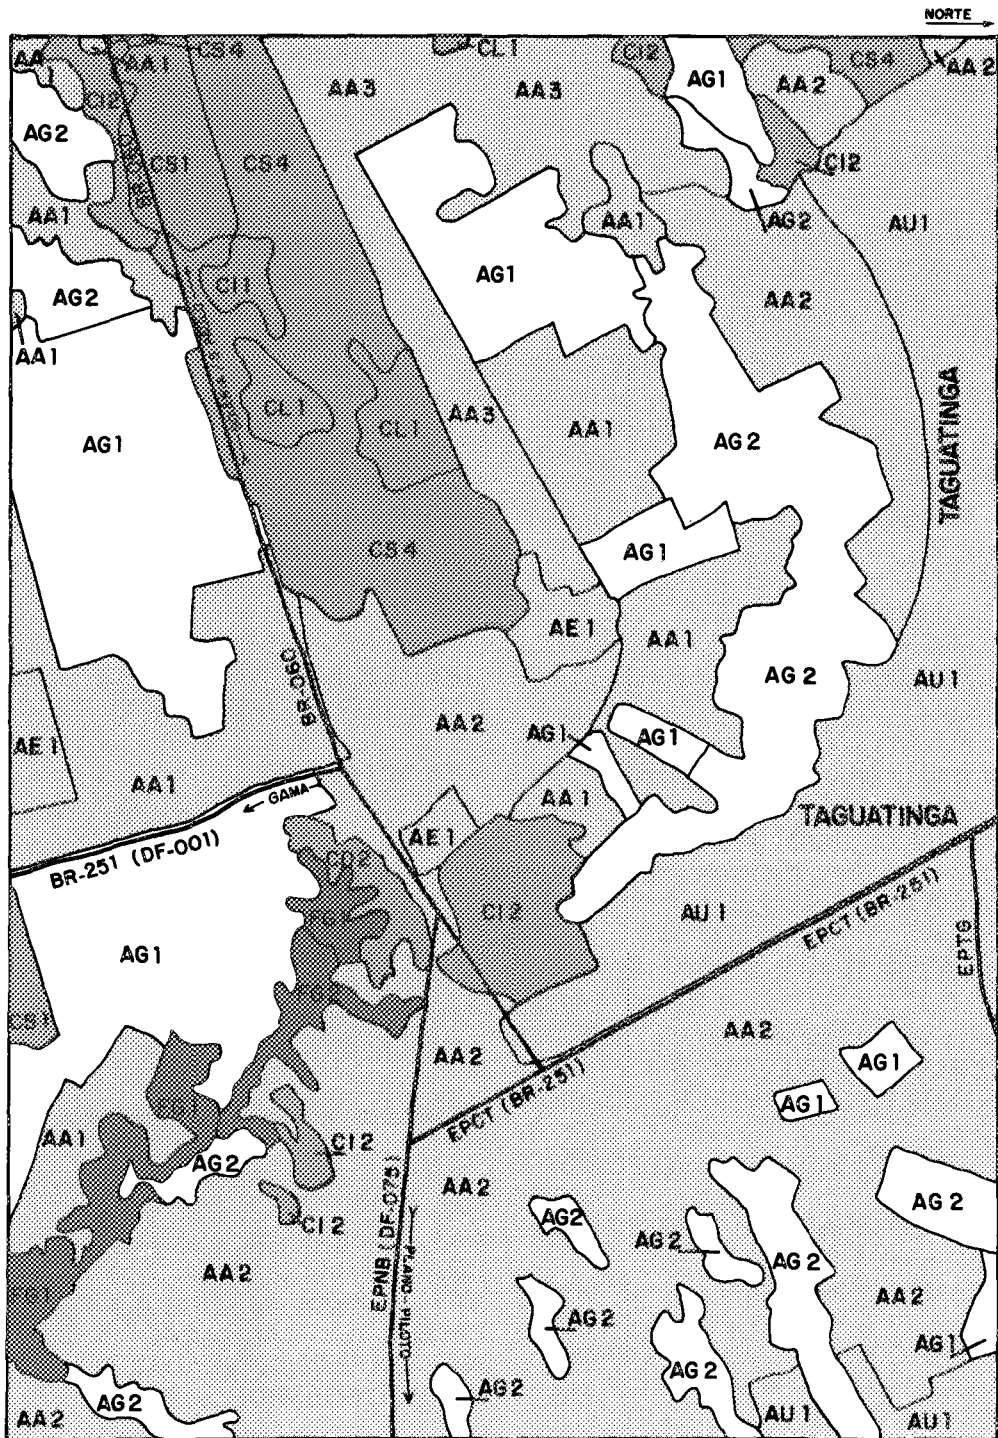 NORTE
AA1
CI2
AA1
CS4
AA3
CL1
AA3
CI2
AG1
AA2
CS4
AA2
AG2
CS1
CS4
CI2
AA1
AA1
AG2
AU1
AG2
CI1
AG1
AA2
AA1
AG1
CL1
CL1
AA3
AA1
AG2
TAGUATINGA
CS4
AG1
AE1
AA1
AG2
AU1
BR-060
AA2
AG1
AG1
AE1
AA1
GAMA
AA1
TAGUATINGA
AE1
CO2
BR-251 (DF-001)
CI2
AU1
EPCT (BR-251)
EPTG
AG1
CS1
AA2
AA2
AG1
AG1
EPCT (BR-251)
AA1
AG2
CI2
AA2
AG2
CI2
AG2
AG2
AG2
AA2
EPNB (DF-075)
PLANO PILOTO
AA2
AG2
AG1
AG2
AG2
AG2
AA2
AU1
AU1